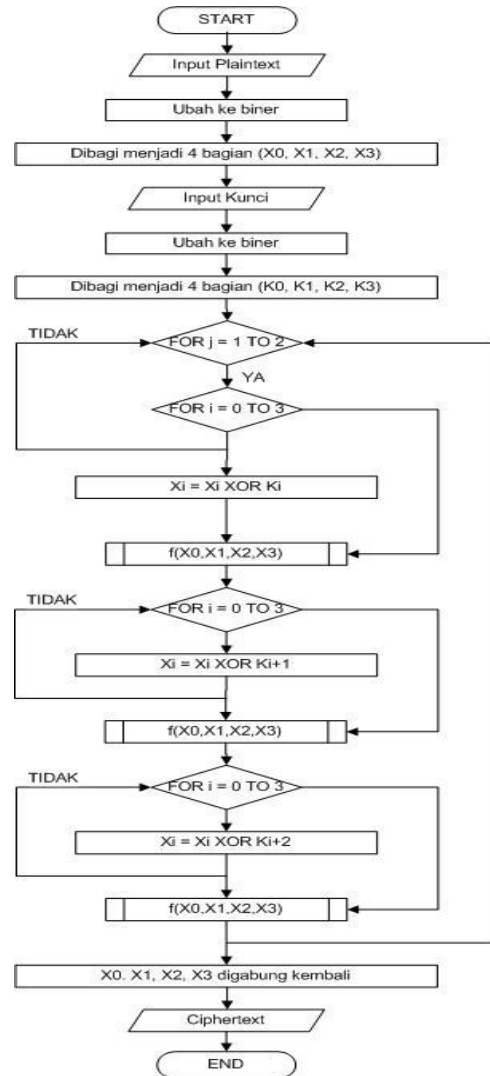 START
Input Plaintext
Ubah ke biner
Dibagi menjadi 4 bagian (X0, X1, X2, X3)
Input Kunci
Ubah ke biner
Dibagi menjadi 4 bagian (K0, K1, K2, K3)
TIDAK
FOR j = 1 TO 2
YA
FOR i = 0 TO 3
Xi = Xi XOR Ki
f(X0,X1,X2,X3)
TIDAK
FOR i = 0 TO 3
Xi = Xi XOR Ki+1
f(X0,X1,X2,X3)
TIDAK
FOR i = 0 TO 3
Xi = Xi XOR Ki+2
f(X0,X1,X2,X3)
X0. X1, X2, X3 digabung kembali
Ciphertext
END